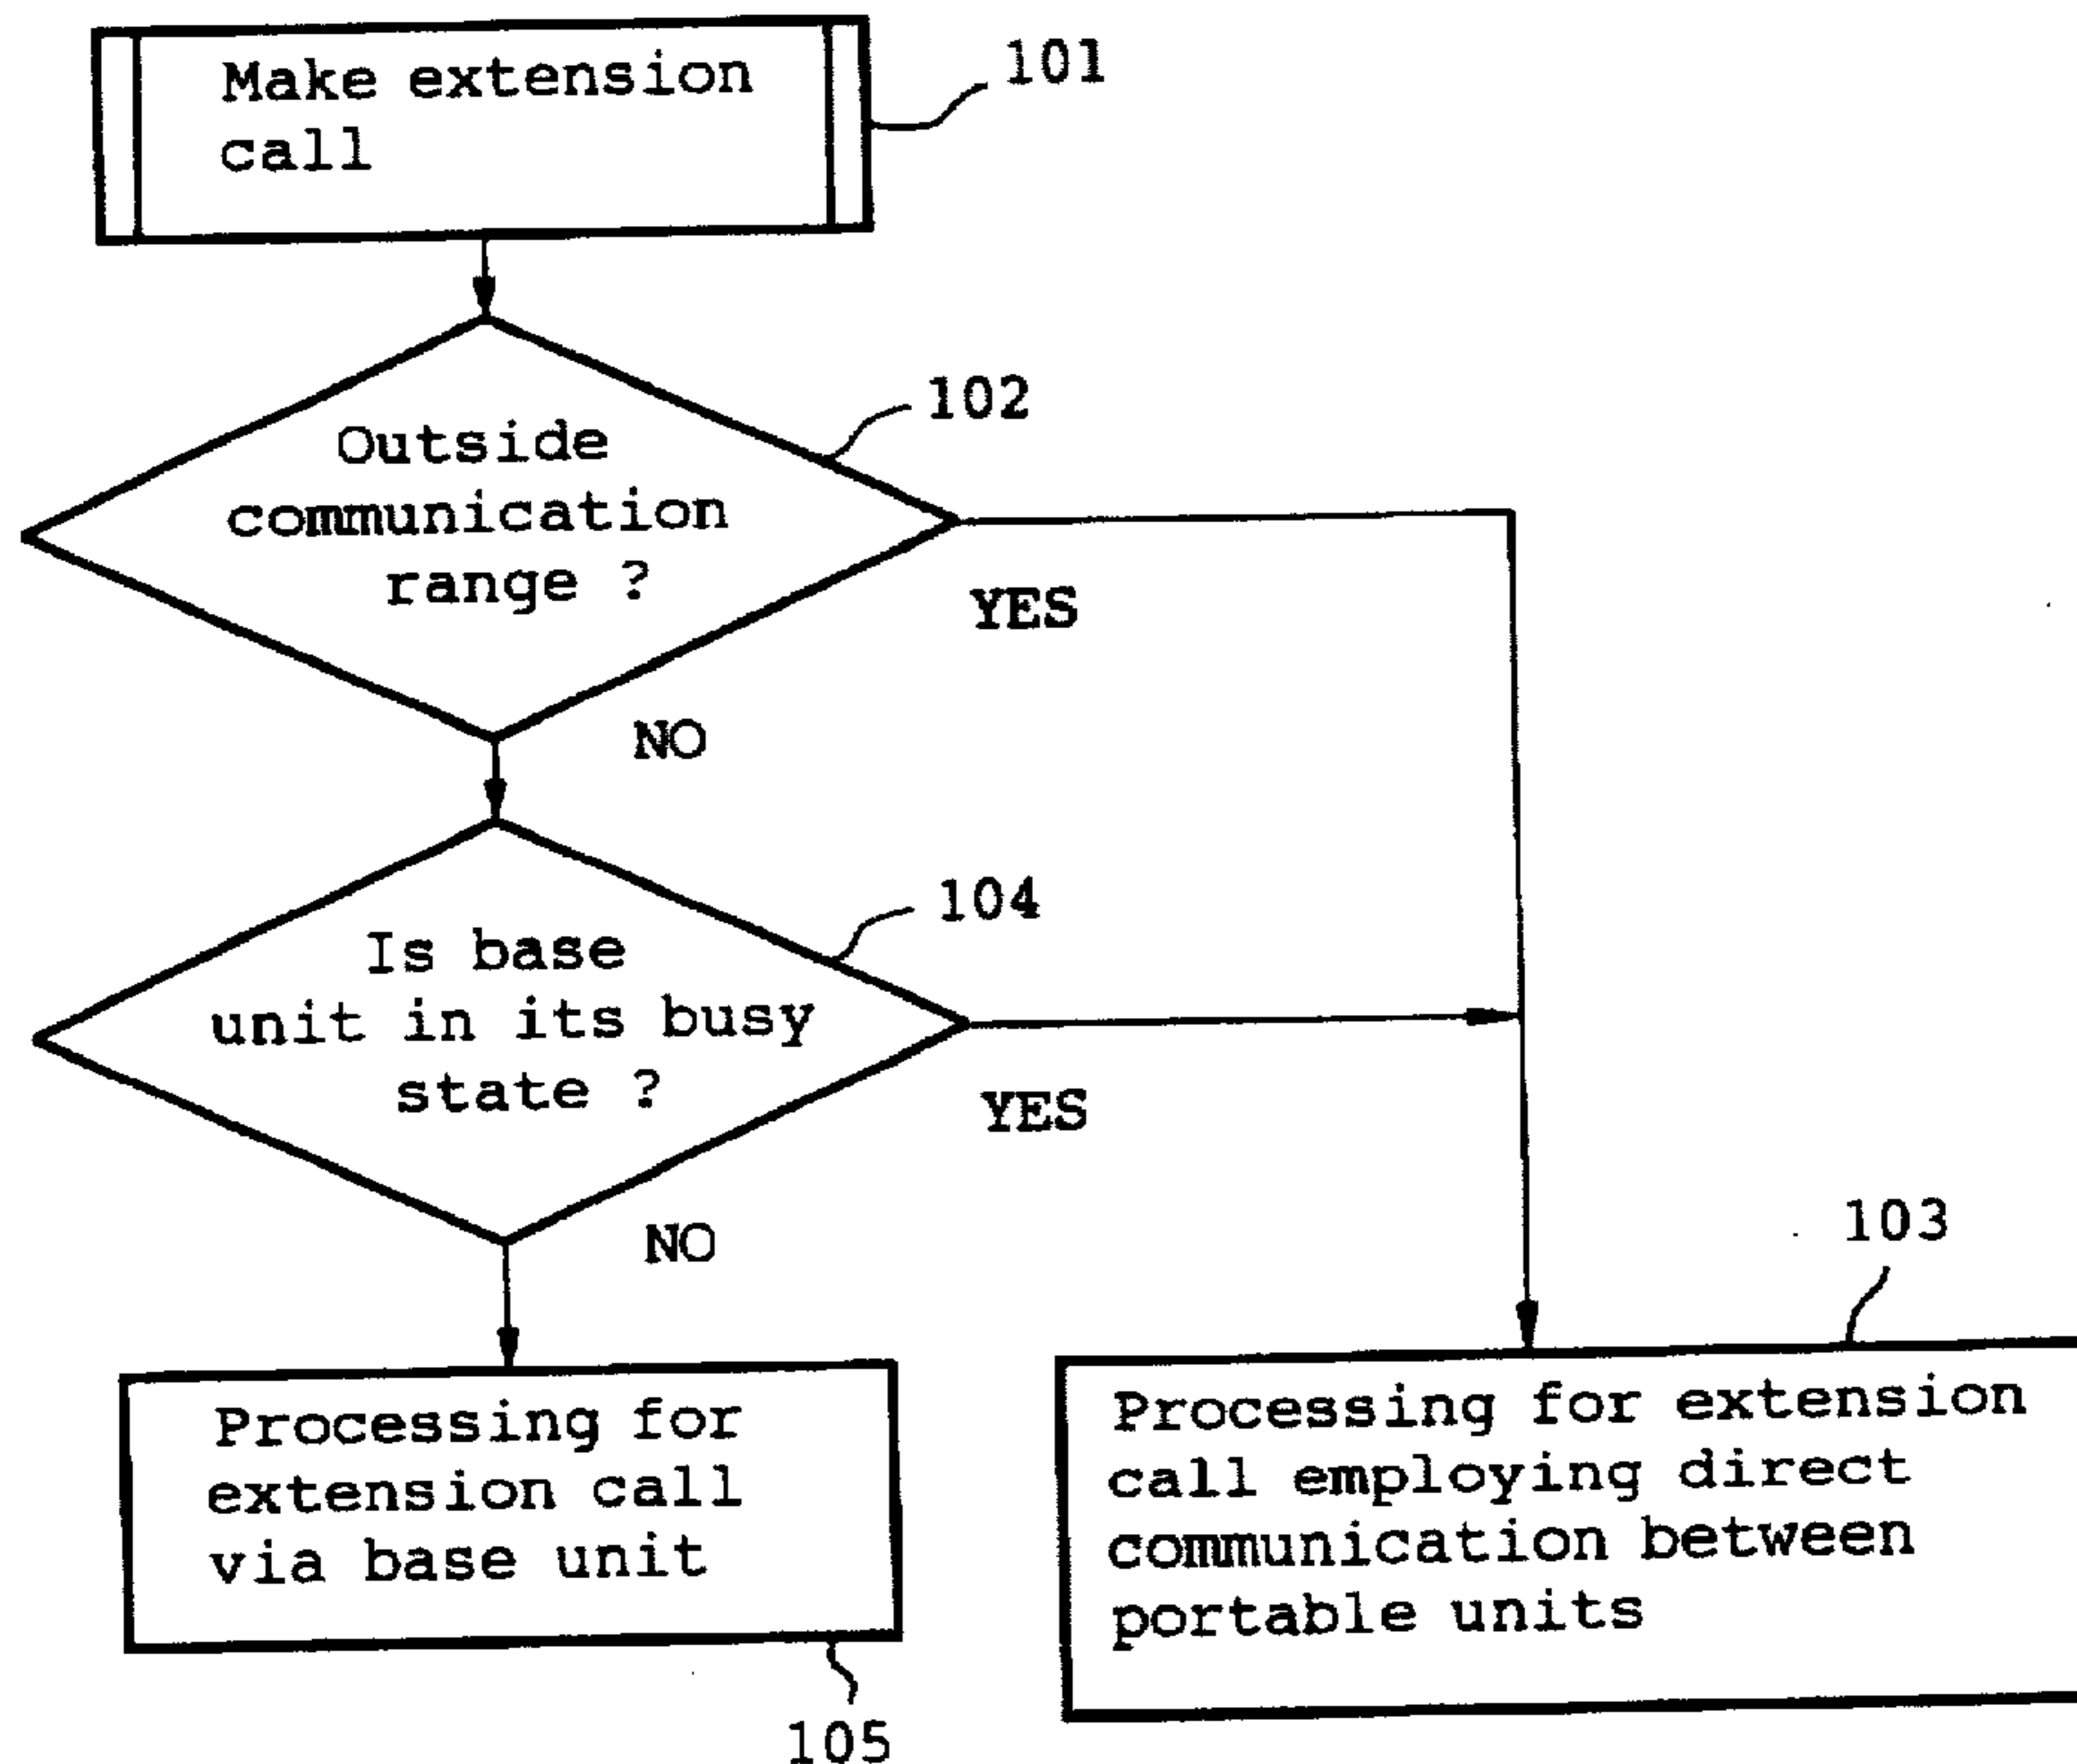 Make extension
call
101
Outside
communication
range ?
102
YES
NO
Is base
unit in its busy
state ?
104
YES
NO
Processing for
extension call
via base unit
105
103
Processing for extension
call employing direct
communication between
portable units